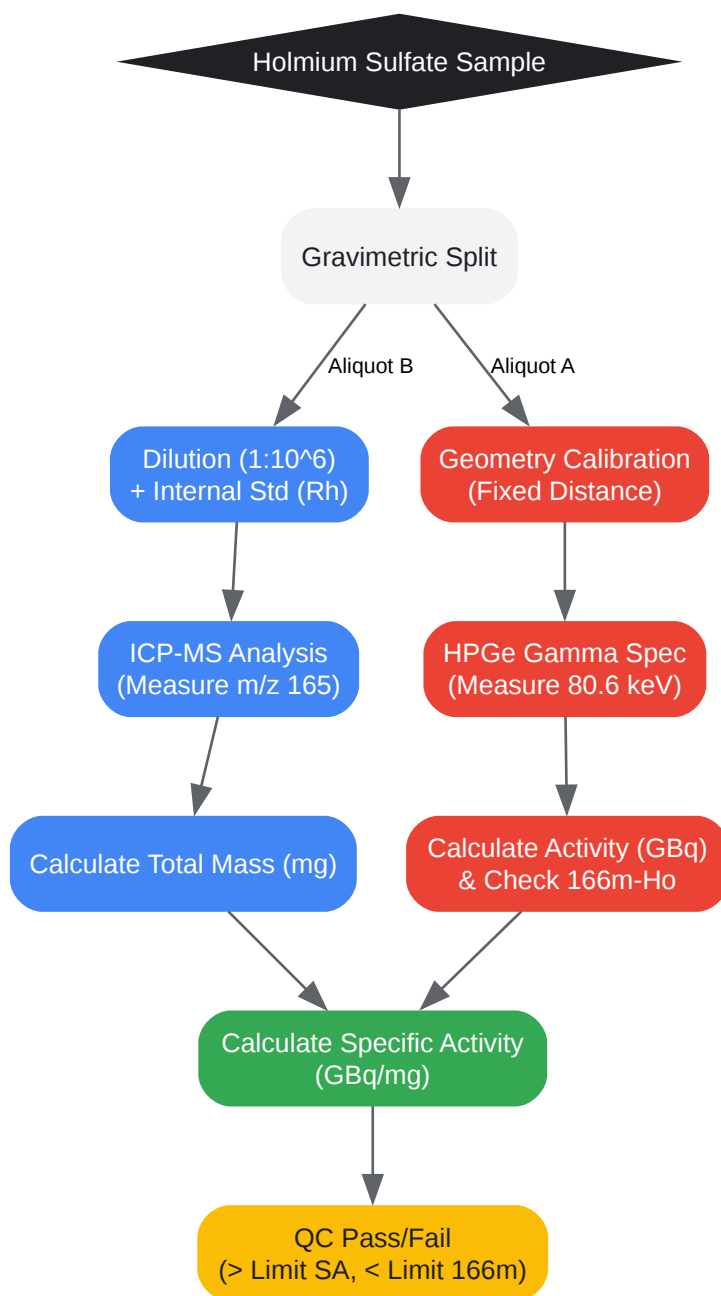 Holmium Sulfate Sample
Gravimetric Split
Aliquot B
Aliquot A
Dilution (1:10^6)
+ Internal Std (Rh)
Geometry Calibration
(Fixed Distance)
ICP-MS Analysis
(Measure m/z 165)
HPGe Gamma Spec
(Measure 80.6 keV)
Calculate Total Mass (mg)
Calculate Activity (GBq)
& Check 166m-Ho
Calculate Specific Activity
(GBq/mg)
QC Pass/Fail
(> Limit SA, < Limit 166m)